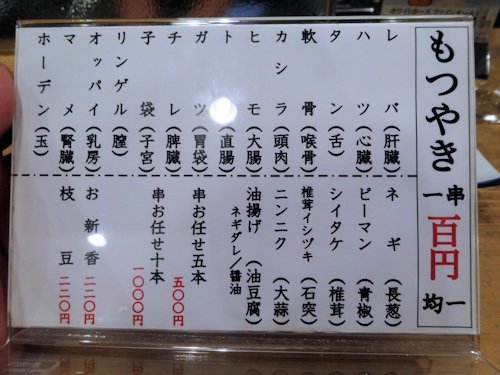 もつやき
一串百円均一
レバ(肝臓)
ハツ(心臓)
タン(舌)
軟骨(喉骨)
カシラ(頭肉)
ヒモ(大腸)
トロ(直腸)
ガツ(胃袋)
チレ(脾臓)
子袋(子宮)
リンゲル(膣)
オッパイ(乳房)
マメ(腎臓)
ホーデン(玉)
ネギ(長葱)
ピーマン(青椒)
シイタケ(椎茸)
椎茸イシヅキ(石突)
ニンニク(大蒜)
油揚げ(油豆腐)
ネギダレ/醤油
串お任せ五本
五〇〇円
串お任せ十本
一〇〇〇円
お新香 二二〇円
枝豆 二二〇円